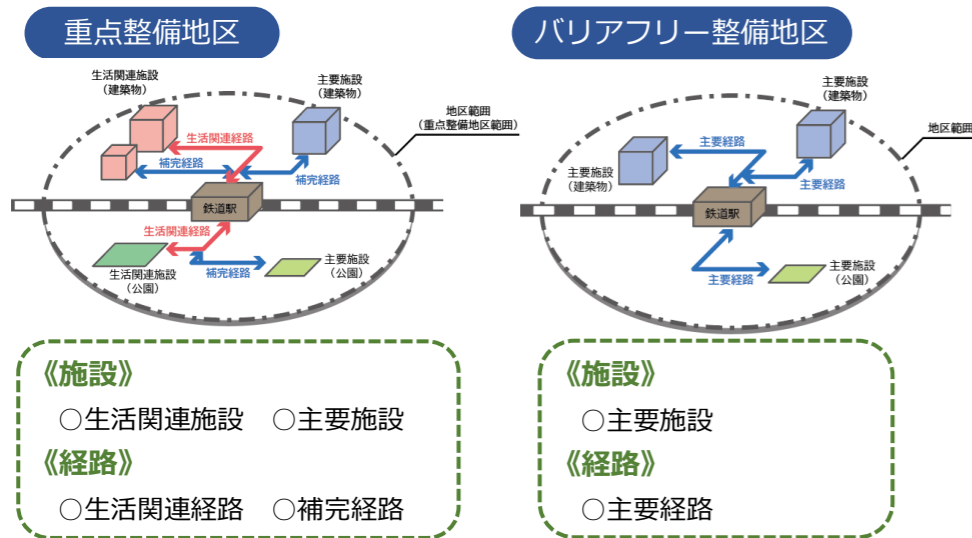 重点整備地区
生活関連施設
（建築物）
主要施設
（建築物）
地区範囲
（重点整備地区範囲）
生活関連経路
補完経路
補完経路
鉄道駅
生活関連経路
生活関連施設
（公園）
補完経路
主要施設
（公園）
《施設》
○生活関連施設　○主要施設
《経路》
○生活関連経路　○補完経路
バリアフリー整備地区
主要施設
（建築物）
地区範囲
主要経路
主要施設
（建築物）
主要経路
鉄道駅
主要経路
主要施設
（公園）
《施設》
○主要施設
《経路》
○主要経路